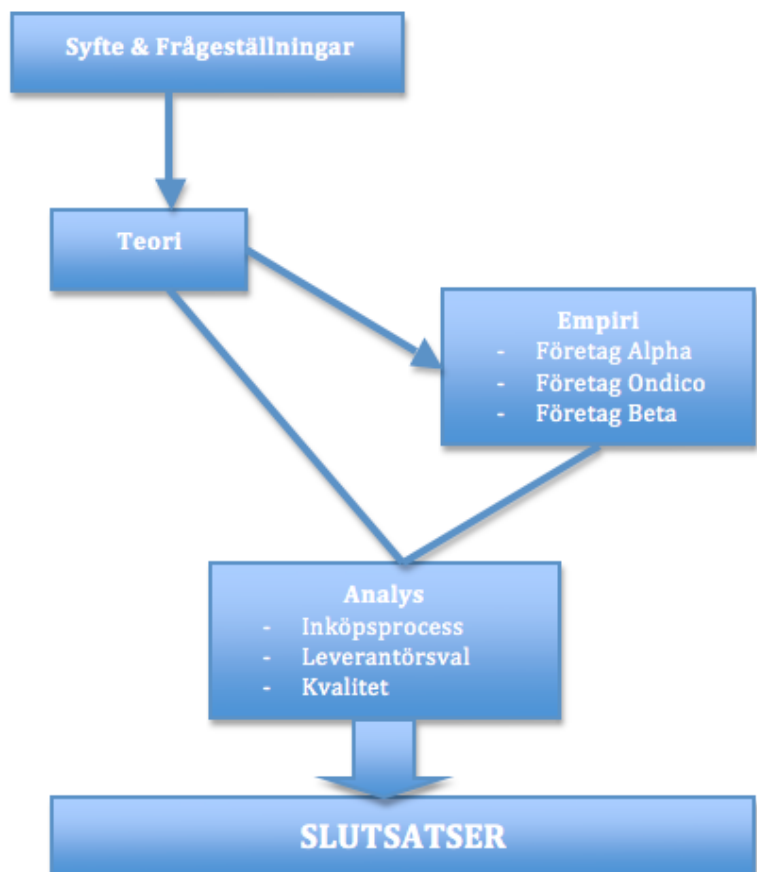 Syfte & Frågeställningar
Teori
Empiri
- Företag Alpha
- Företag Ondico
- Företag Beta
Analys
- Inköpsprocess
- Leverantörsval
- Kvalitet
SLUTSATSER